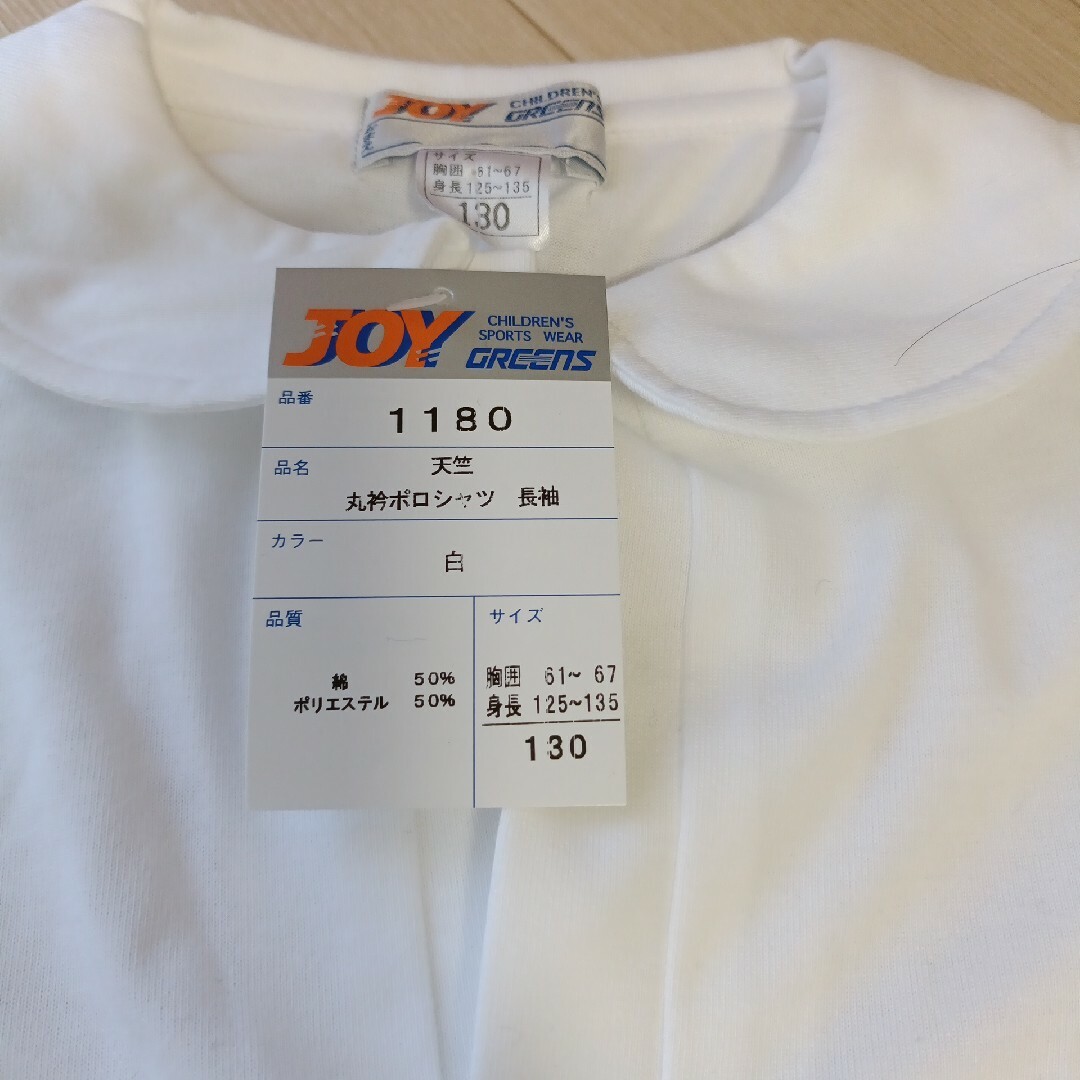 JOY CHILDREN'S
GREENS
サイズ
胸囲 61~67
身長 125~135
130
JOY CHILDREN'S
SPORTS WEAR
GREENS
品番
1180
品名 天竺
丸衿ポロシャツ 長袖
カラー
白
品質
綿 50%
ポリエステル 50%
サイズ
胸囲 61~ 67
身長 125~135
130